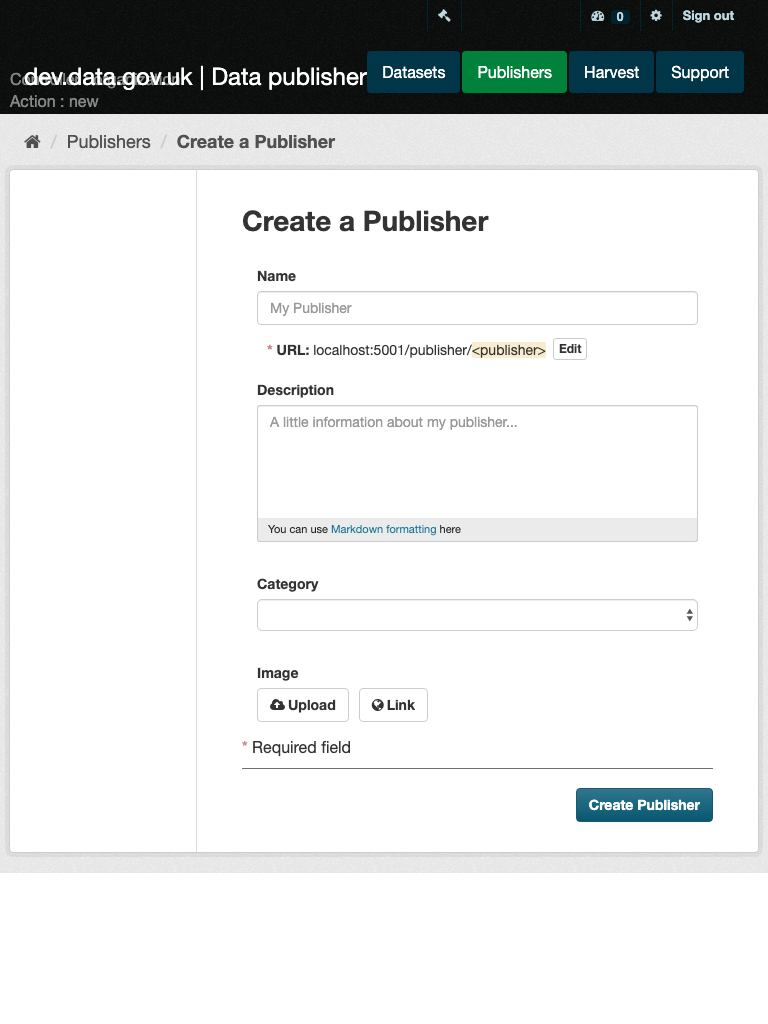 0 Sign out
dev.data.gov.uk | Data publisher
Datasets Publishers Harvest Support
Controller : organization
Action : new
/ Publishers / Create a Publisher
Create a Publisher
Name
My Publisher
* URL: localhost:5001/publisher/<publisher> Edit
Description
A little information about my publisher...
You can use Markdown formatting here
Category
Image
Upload Link
* Required field
Create Publisher